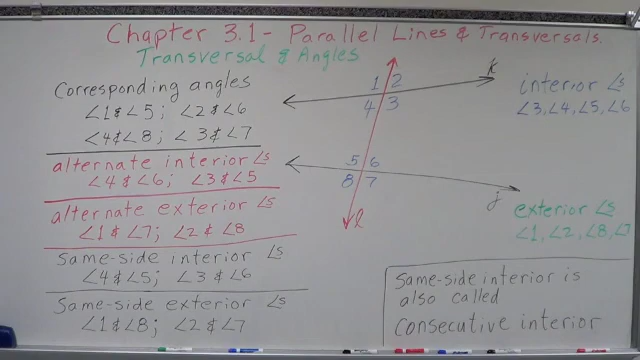 Chapter 3.1 - Parallel Lines & Transversals.
Transversal & Angles
Corresponding angles
∠1 & ∠5; ∠2 & ∠6
∠4 & ∠8; ∠3 & ∠7
alternate interior ∠s
∠4 & ∠6; ∠3 & ∠5
alternate exterior ∠s
∠1 & ∠7; ∠2 & ∠8
Same-side interior ∠s
∠4 & ∠5; ∠3 & ∠6
Same-side exterior ∠s
∠1 & ∠8; ∠2 & ∠7
k
1 2
4 3
5 6
8 7
j
l
interior ∠s
∠3, ∠4, ∠5, ∠6
exterior ∠s
∠1, ∠2, ∠8, ∠7
Same-side interior is
also called
consecutive interior